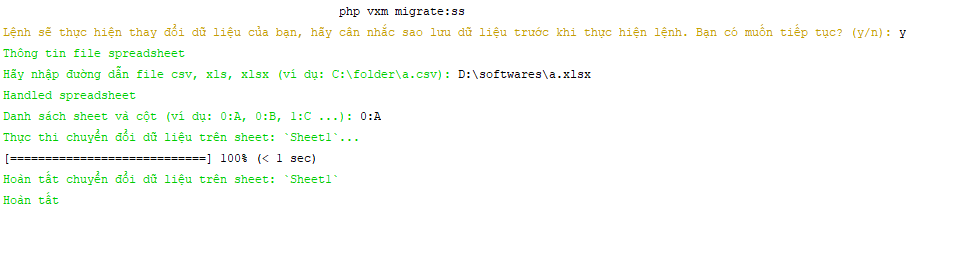 php vxm migrate:ss
Lệnh sẽ thực hiện thay đổi dữ liệu của bạn, hãy cân nhắc sao lưu dữ liệu trước khi thực hiện lệnh. Bạn có muốn tiếp tục? (y/n): y
Thông tin file spreadsheet
Hãy nhập đường dẫn file csv, xls, xlsx (ví dụ: C:\folder\a.csv): D:\softwares\a.xlsx
Handled spreadsheet
Danh sách sheet và cột (ví dụ: 0:A, 0:B, 1:C ...): 0:A
Thực thi chuyển đổi dữ liệu trên sheet: `Sheet1`...
[============================] 100% (< 1 sec)
Hoàn tất chuyển đổi dữ liệu trên sheet: `Sheet1`
Hoàn tất